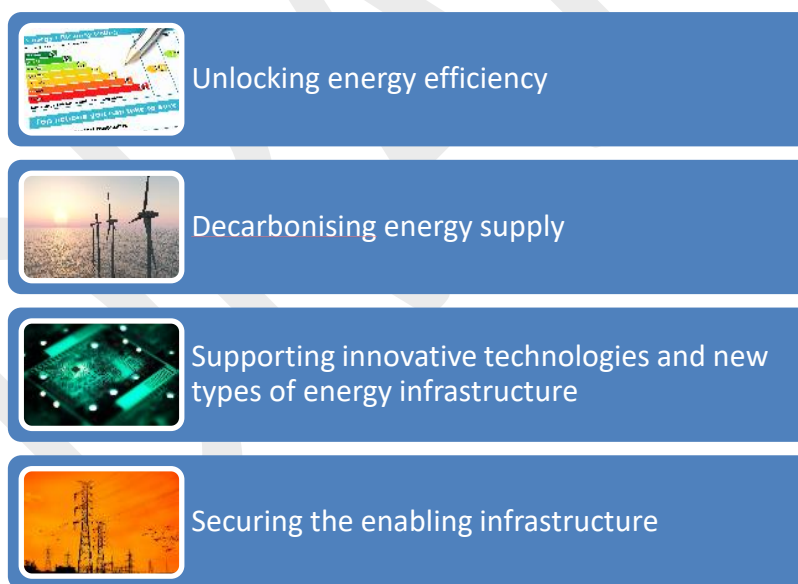 Unlocking energy efficiency
Decarbonising energy supply
Supporting innovative technologies and new
types of energy infrastructure
Securing the enabling infrastructure